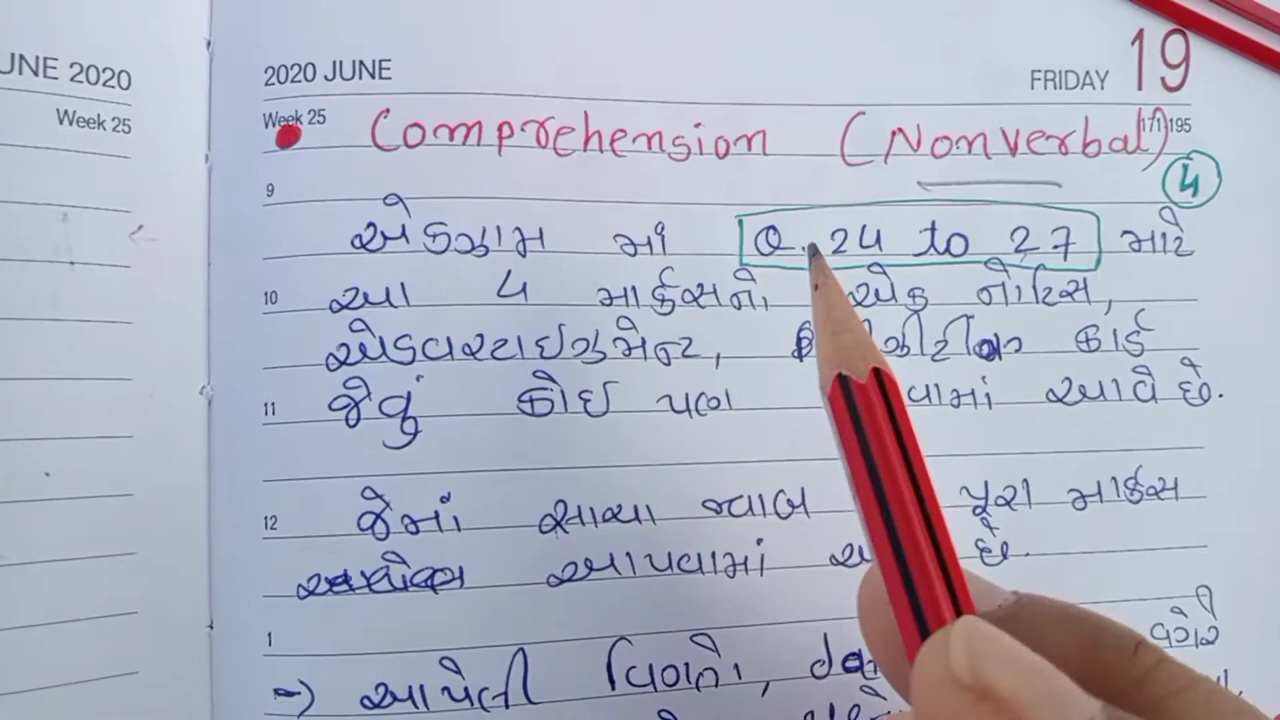 JUNE 2020
Week 25
2020 JUNE
FRIDAY 19
Week 25
171/195
Comprehension (Nonverbal)
4
9
એકઝામ માં Q. 24 to 27 માટે
10
આ 4 માર્કસનો, એક નોટિસ,
એડવરટાઇઝમેન્ટ, કાર્ડ
11
જેવું કોઇ પણ વામાં આવે છે.
12
જેમાં સાચા જવાબ પૂરા માર્કસ
આપવામાં છે.
1
→) આપેલી વિગતો, વગેરે